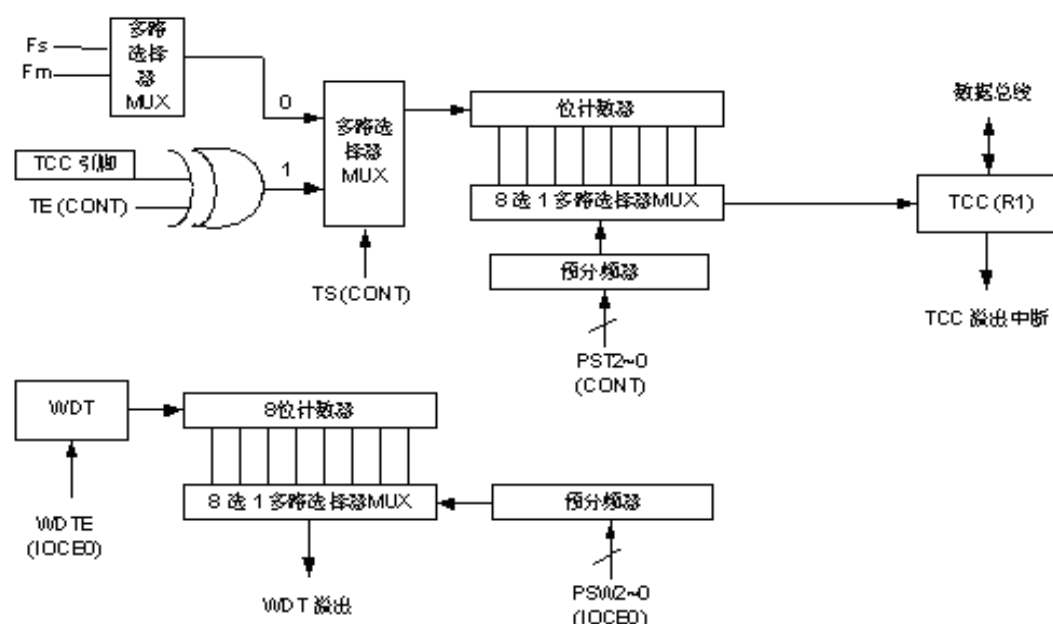 Fs
Fm
多路
选择
器
MUX
0
TCC 引脚
TE (CONT)
1
多路选
择器
MUX
TS (CONT)
位计数器
8 选 1 多路选择器MUX
预分频器
PST2~0
(CONT)
数据总线
TCC (R1)
TCC 溢出中断
WDT
8位计数器
8 选 1 多路选择器MUX
预分频器
WDTE
(IOCE0)
WDT 溢出
PSW2~0
(IOCE0)